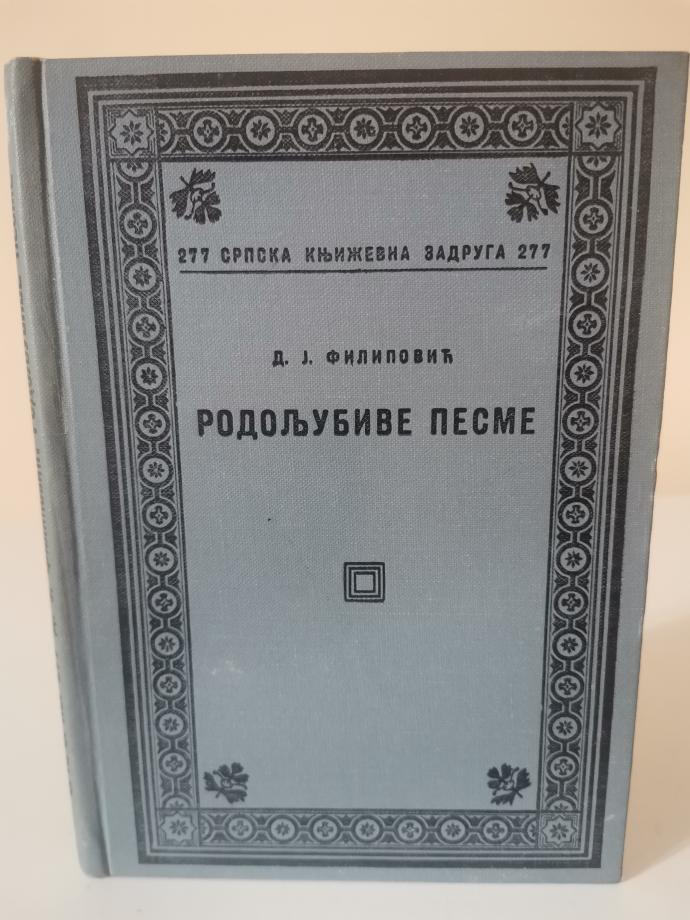 277 СРПСКА КЊИЖЕВНА ЗАДРУГА 277
Д. Ј. ФИЛИПОВИЋ
РОДОЉУБИВЕ ПЕСМЕ